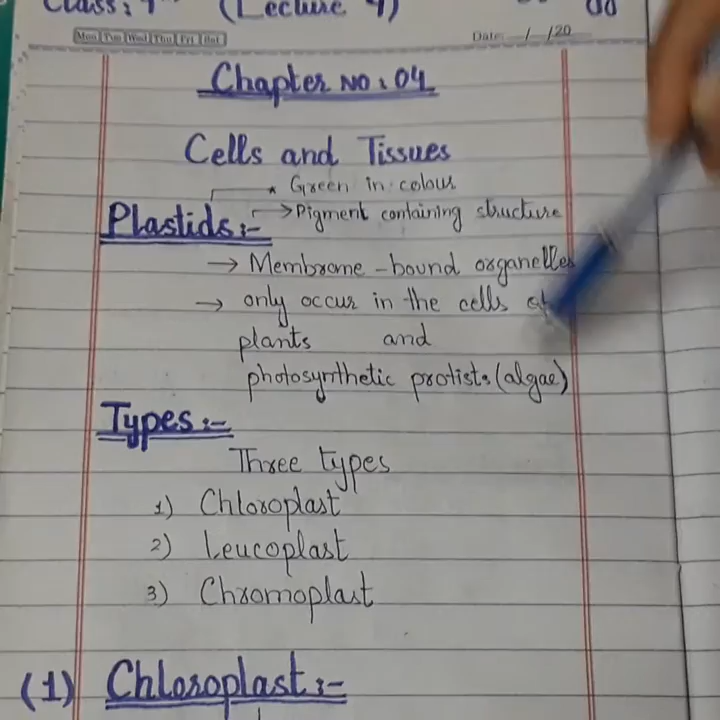 Class: 9th (Lecture 4)
Mon Tue Wed Thu Fri Sat
Date: / /20
Chapter No: 04
Cells and Tissues
* Green in colour
Plastids:- → Pigment containing structure
→ Membrane-bound organelles
→ only occur in the cells of
plants and
photosynthetic protists (algae)
Types:-
Three types
1) Chloroplast
2) Leucoplast
3) Chromoplast
(1) Chloroplast:-